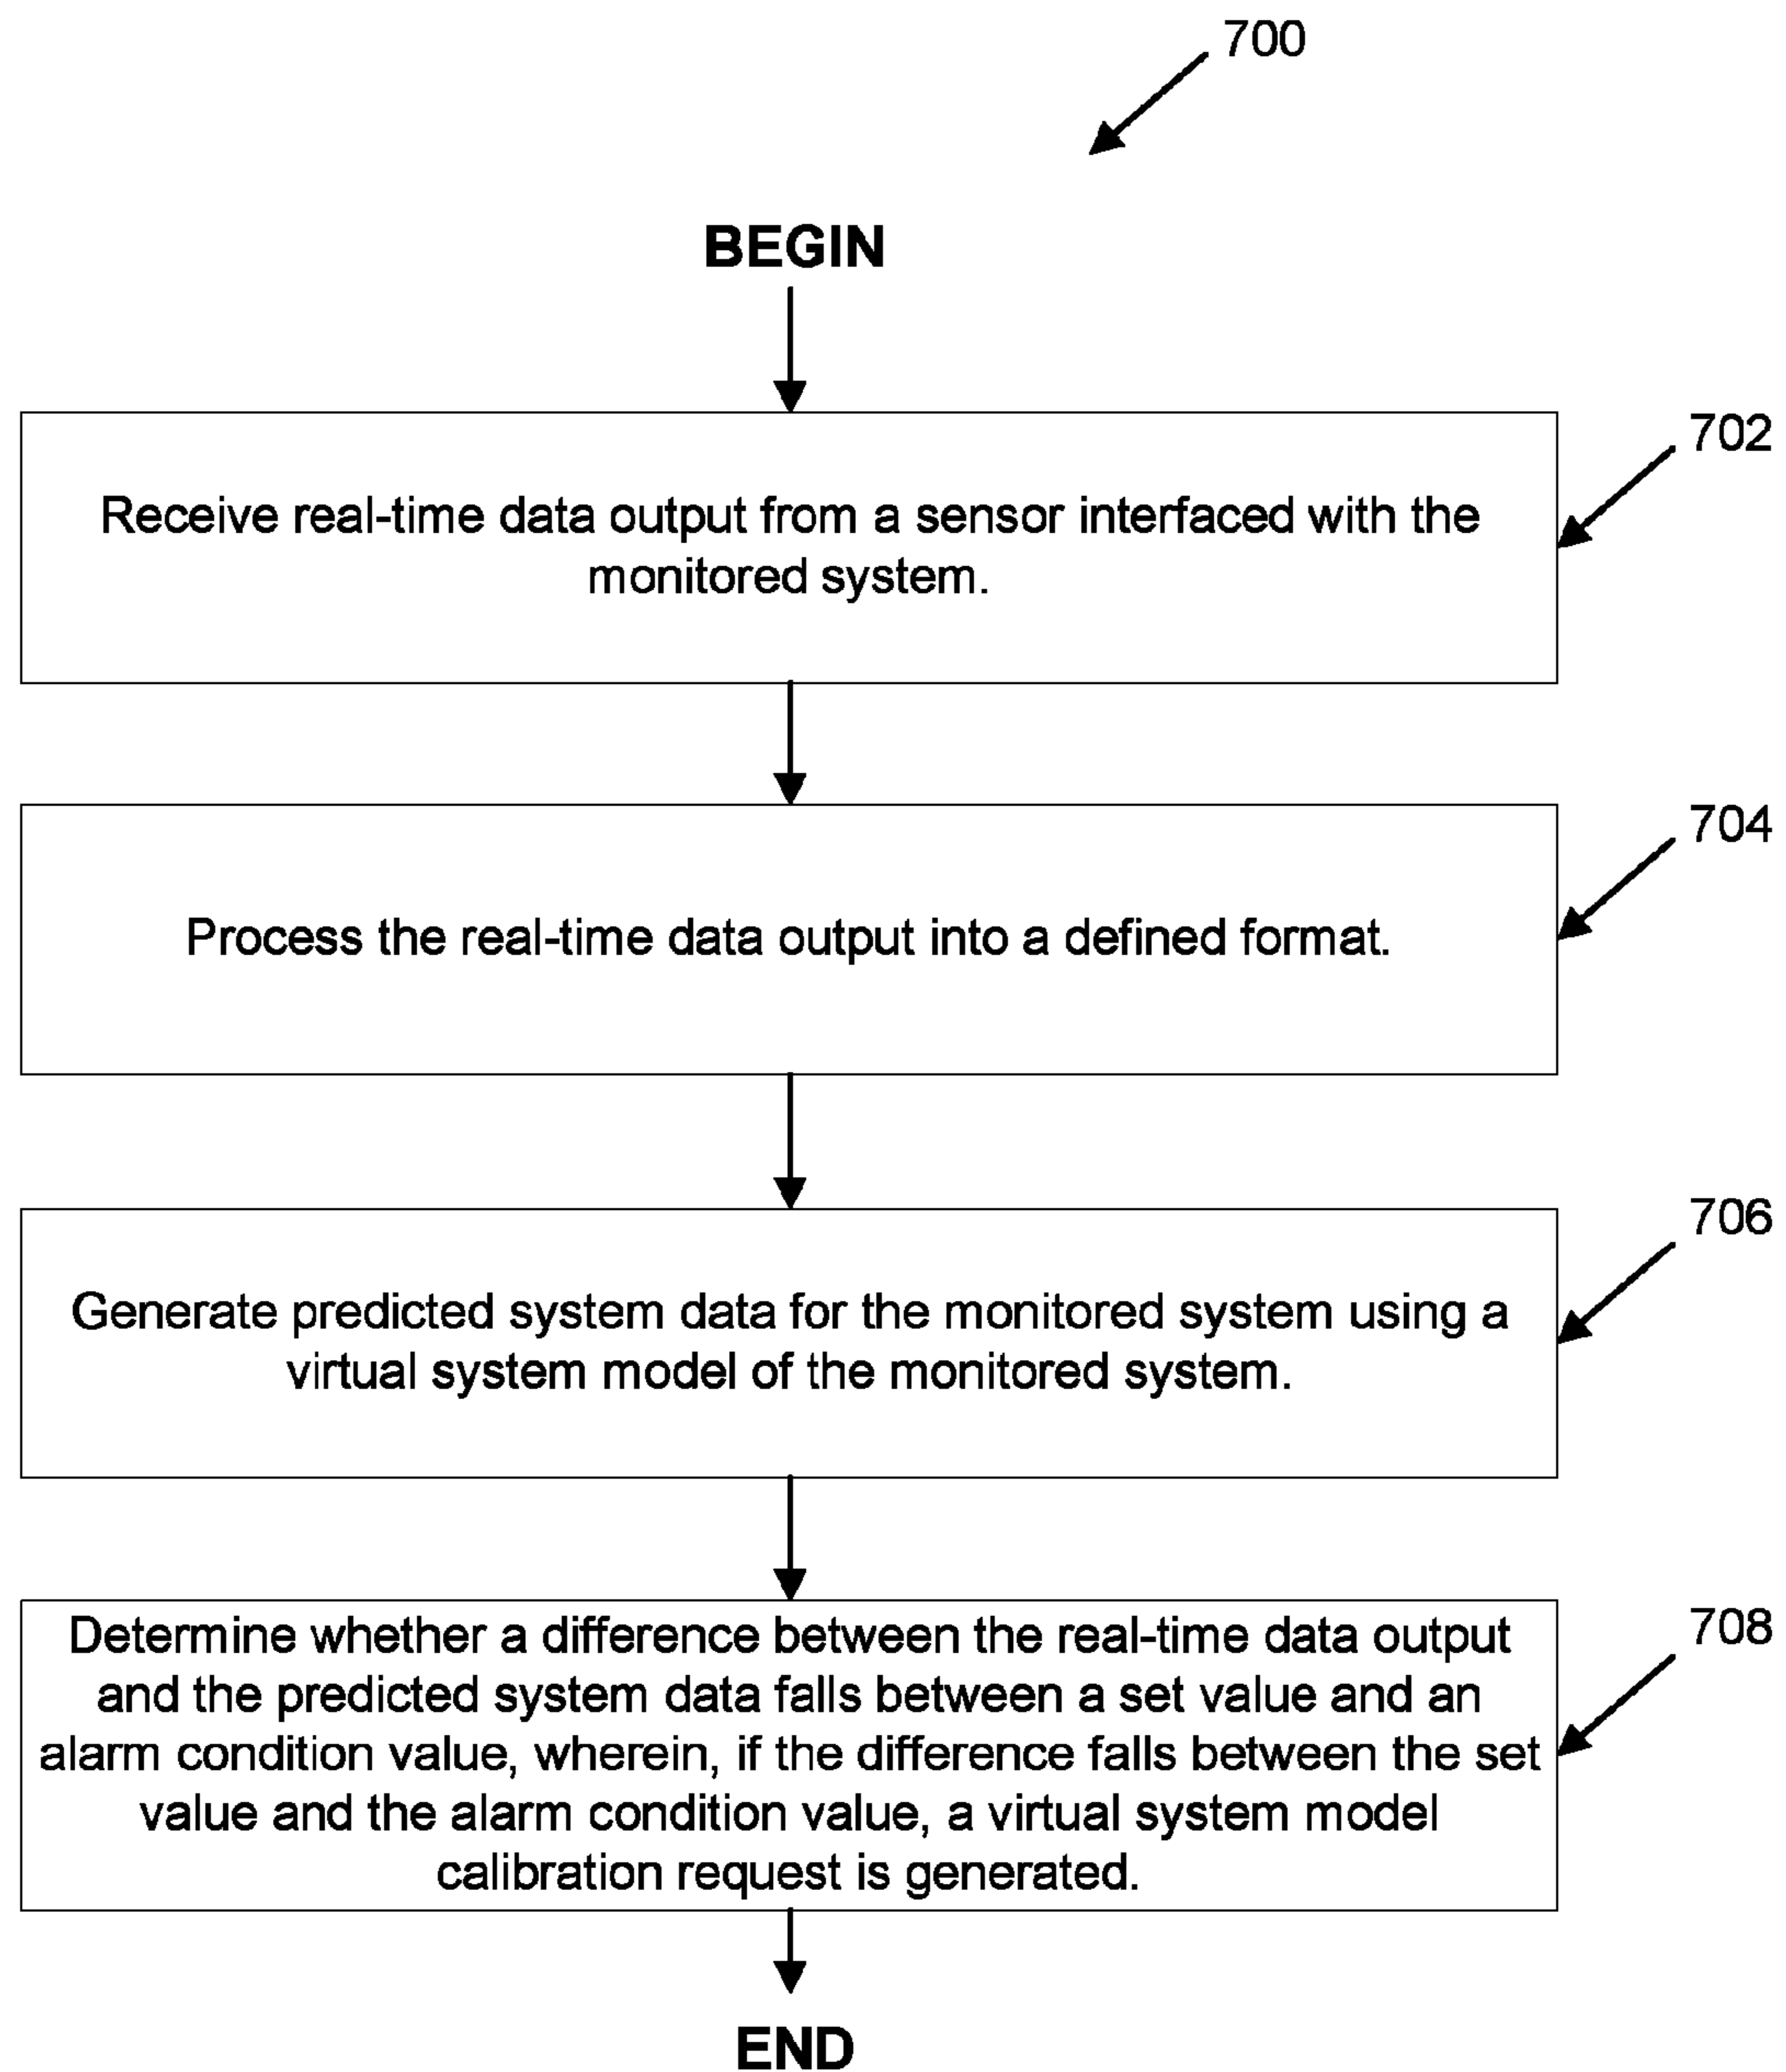 700
BEGIN
702
Receive real-time data output from a sensor interfaced with the
monitored system.
704
Process the real-time data output into a defined format.
706
Generate predicted system data for the monitored system using a
virtual system model of the monitored system.
708
Determine whether a difference between the real-time data output
and the predicted system data falls between a set value and an
alarm condition value, wherein, if the difference falls between the set
value and the alarm condition value, a virtual system model
calibration request is generated.
END